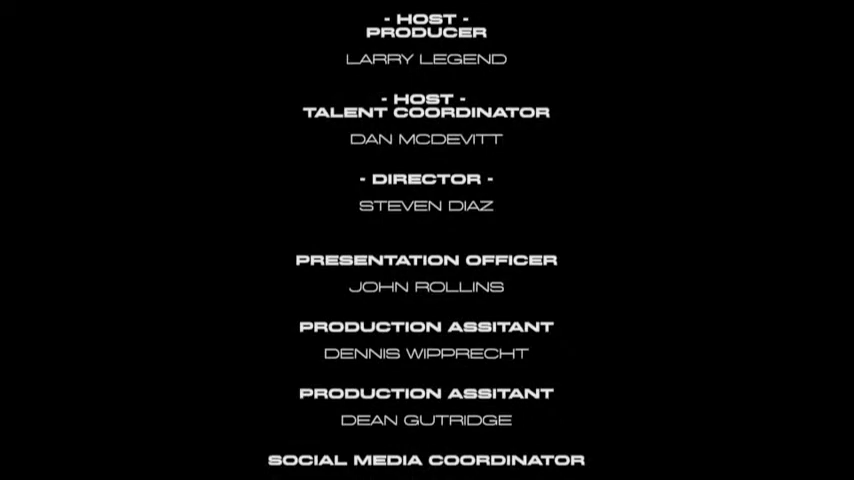 - HOST -
PRODUCER
LARRY LEGEND
- HOST -
TALENT COORDINATOR
DAN MCDEVITT
- DIRECTOR -
STEVEN DIAZ
PRESENTATION OFFICER
JOHN ROLLINS
PRODUCTION ASSITANT
DENNIS WIPPRECHT
PRODUCTION ASSITANT
DEAN GUTRIDGE
SOCIAL MEDIA COORDINATOR